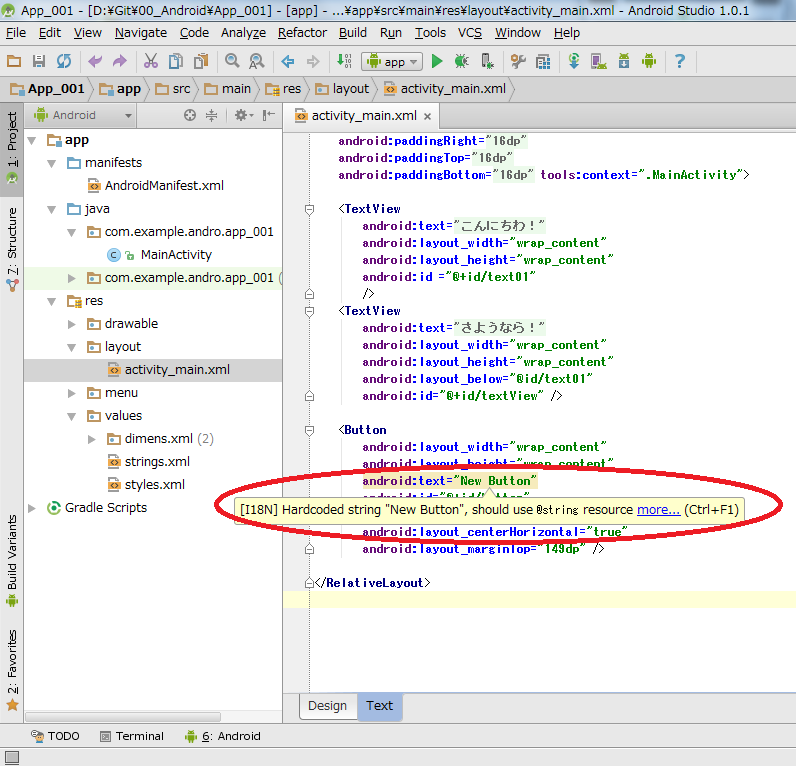 App_001 - [D:¥Git¥00_Android¥App_001] - [app] - ...¥app¥src¥main¥res¥layout¥activity_main.xml - Android Studio 1.0.1
File Edit View Navigate Code Analyze Refactor Build Run Tools VCS Window Help
app
App_001 app src main res layout activity_main.xml
1: Project
7: Structure
Build Variants
2: Favorites
Android
app
manifests
AndroidManifest.xml
java
com.example.andro.app_001
MainActivity
com.example.andro.app_001 (
res
drawable
layout
activity_main.xml
menu
values
dimens.xml (2)
strings.xml
styles.xml
Gradle Scripts
activity_main.xml
android:paddingRight="16dp"
android:paddingTop="16dp"
android:paddingBottom="16dp" tools:context=".MainActivity">
<TextView
android:text="こんにちわ！"
android:layout_width="wrap_content"
android:layout_height="wrap_content"
android:id ="@+id/text01"
/>
<TextView
android:text="さようなら！"
android:layout_width="wrap_content"
android:layout_height="wrap_content"
android:layout_below="@id/text01"
android:id="@+id/textView" />
<Button
android:layout_width="wrap_content"
android:layout_height="wrap_content"
android:text="New Button"
[I18N] Hardcoded string "New Button", should use @string resource more... (Ctrl+F1)
android:layout_centerHorizontal="true"
android:layout_marginTop="149dp" />
</RelativeLayout>
Design Text
TODO Terminal 6: Android